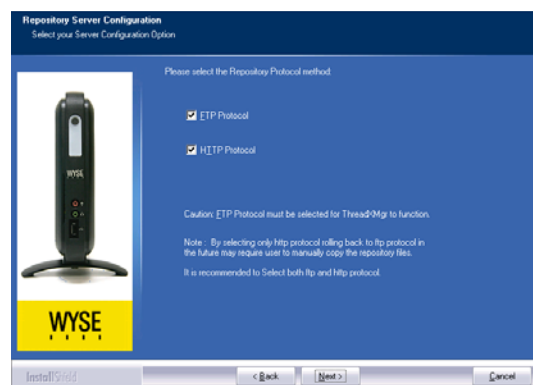 Repository Server Configuration
Select your Server Configuration Option
Please select the Repository Protocol method:
FTP Protocol
HTTP Protocol
WYSE
Caution: FTP Protocol must be selected for ThreadXMgr to function.
Note : By selecting only http protocol rolling back to ftp protocol in
the future may require user to manually copy the repository files.
It is recommended to Select both ftp and http protocol.
WYSE
InstallShield
< Back
Next >
Cancel